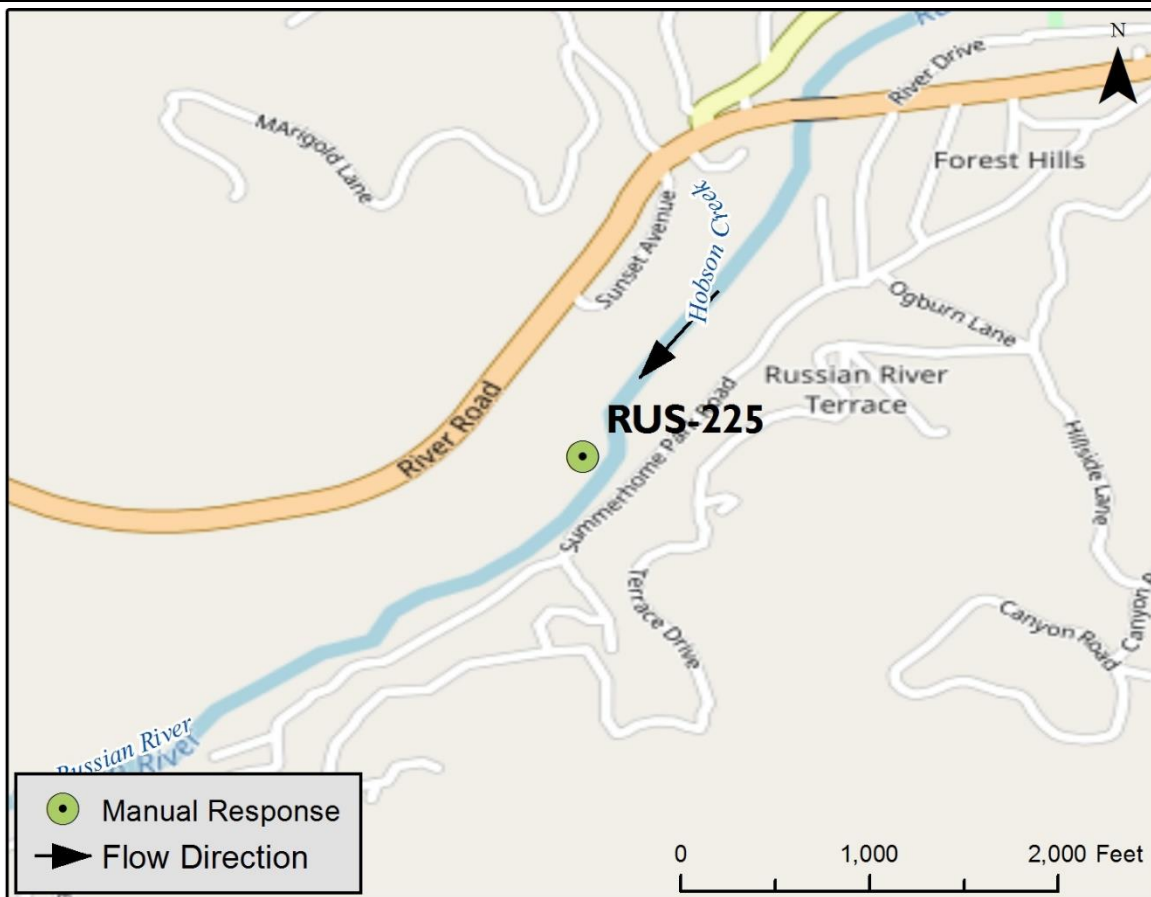 N
River Drive
MArigold Lane
Forest Hills
Hobson Creek
Sunset Avenue
Ogburn Lane
Russian River
Terrace
River Road
RUS-225
Summerhome Park Road
Hillside Lane
Terrace Drive
Canyon Road
Canyon
Russian River
River
Manual Response
Flow Direction
0 1,000 2,000 Feet